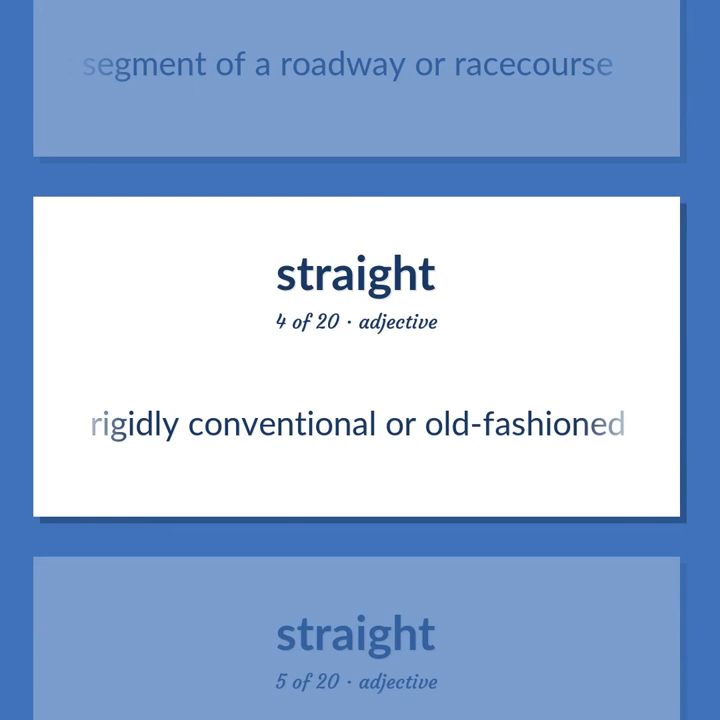 segment of a roadway or racecourse
straight
4 of 20 · adjective
rigidly conventional or old-fashioned
straight
5 of 20 · adjective